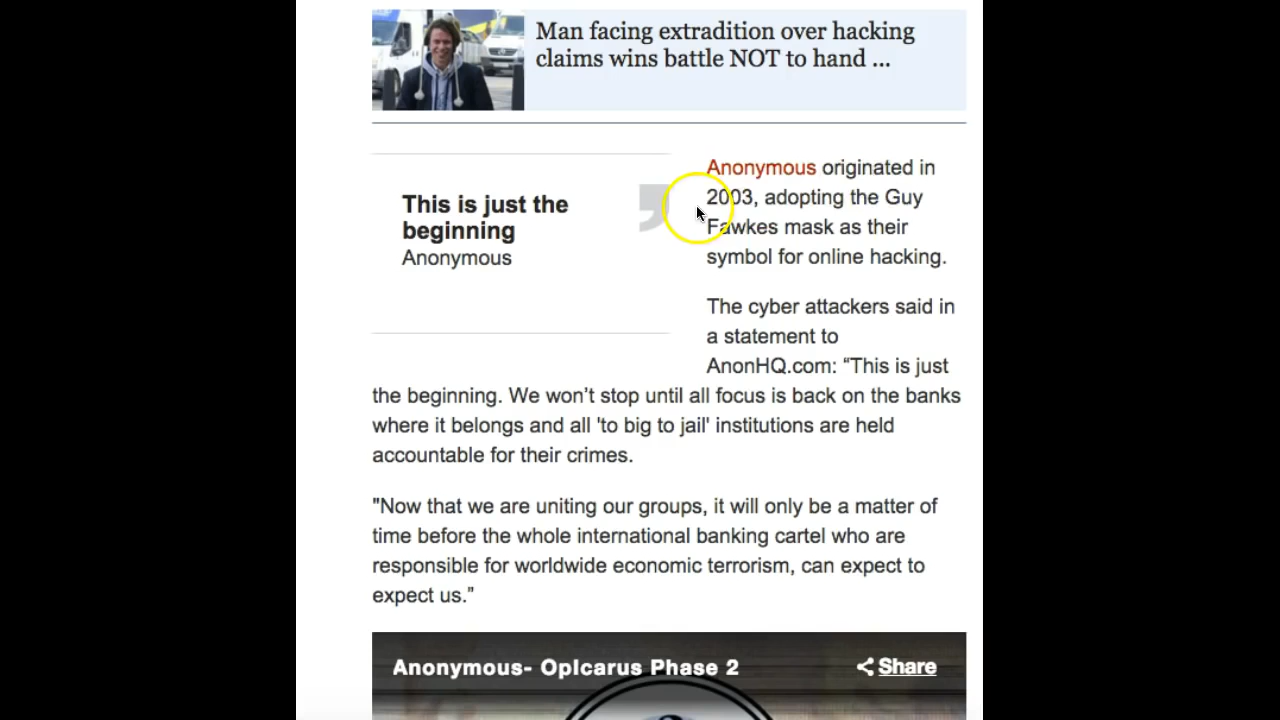 Man facing extradition over hacking
claims wins battle NOT to hand ...
This is just the
beginning
Anonymous
Anonymous originated in
2003, adopting the Guy
Fawkes mask as their
symbol for online hacking.
The cyber attackers said in
a statement to
AnonHQ.com: “This is just
the beginning. We won’t stop until all focus is back on the banks
where it belongs and all 'to big to jail' institutions are held
accountable for their crimes.
"Now that we are uniting our groups, it will only be a matter of
time before the whole international banking cartel who are
responsible for worldwide economic terrorism, can expect to
expect us.”
Anonymous- OpIcarus Phase 2
Share